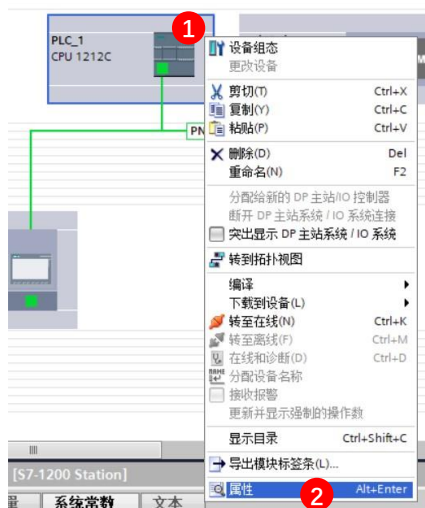 1
PLC_1
CPU 1212C
PN
设备组态
更改设备
剪切(T) Ctrl+X
复制(Y) Ctrl+C
粘贴(P) Ctrl+V
删除(D) Del
重命名(N) F2
分配给新的 DP 主站/IO 控制器
断开 DP 主站系统 / IO 系统连接
突出显示 DP 主站系统 / IO 系统
转到拓扑视图
编译
下载到设备(L)
转至在线(N) Ctrl+K
转至离线(F) Ctrl+M
在线和诊断(D) Ctrl+D
分配设备名称
接收报警
更新并显示强制的操作数
显示目录 Ctrl+Shift+C
导出模块标签条(L)...
属性 2 Alt+Enter
[S7-1200 Station]
量 系统常数 文本